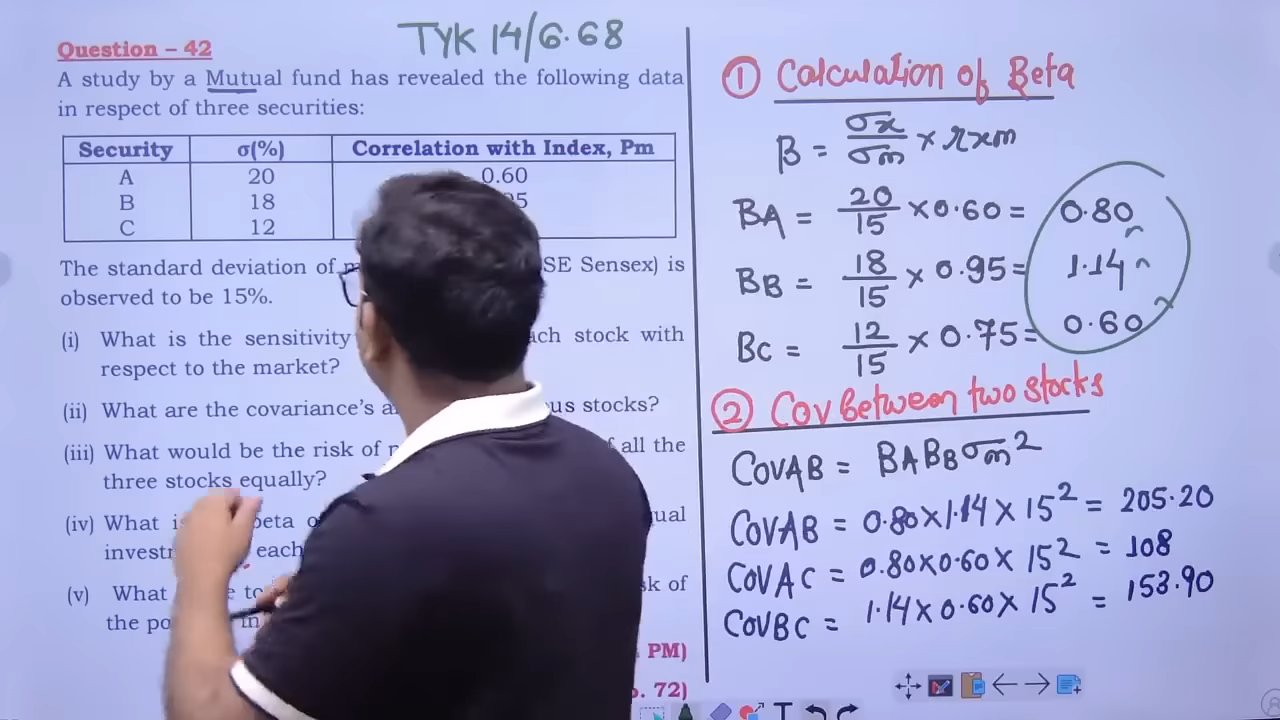 TYK 14/6.68
Question – 42
A study by a Mutual fund has revealed the following data
in respect of three securities:
Security σ(%) Correlation with Index, Pm
A 20 0.60
B 18
C 12
The standard deviation of SE Sensex) is
observed to be 15%.
(i) What is the sensitivity ach stock with
respect to the market?
(ii) What are the covariance's a us stocks?
(iii) What would be the risk of all the
three stocks equally?
(iv) What beta
each
(v) What sk of
the po in
PM)
72)
① Calculation of Beta
β = σx/σm × rxm
BA = 20/15 × 0.60 = 0.80
BB = 18/15 × 0.95 = 1.14
BC = 12/15 × 0.75 = 0.60
② Cov Between two stocks
COVAB = BABBσm²
COVAB = 0.80×1.14×15² = 205.20
COVAC = 0.80×0.60×15² = 108
COVBC = 1.14×0.60×15² = 153.90